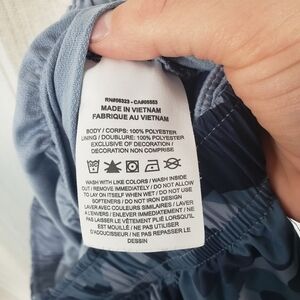 RN#56323 - CA#05553
MADE IN VIETNAM
FABRIQUE AU VIETNAM
BODY / CORPS: 100% POLYESTER
LINING / DOUBLURE: 100% POLYESTER
EXCLUSIVE OF DECORATION /
DECORATION NON COMPRISE
WASH WITH LIKE COLORS / WASH INSIDE
OUT / REMOVE IMMEDIATELY / DO NOT ALLOW
TO LAY ON ITSELF WHEN WET / DO NOT USE
SOFTENERS / DO NOT IRON DESIGN
LAVER AVEC COULEURS SIMILAIRES / LAVER
À L'ENVERS / ENLEVER IMMÉDIATEMENT / NE
PAS LAISSER LE VÊTEMENT PLIÉ LORSQU'IL
EST MOUILLÉ / NE PAS UTILISER
D'ADOUCISSEUR / NE PAS REPASSER LE
DESSIN